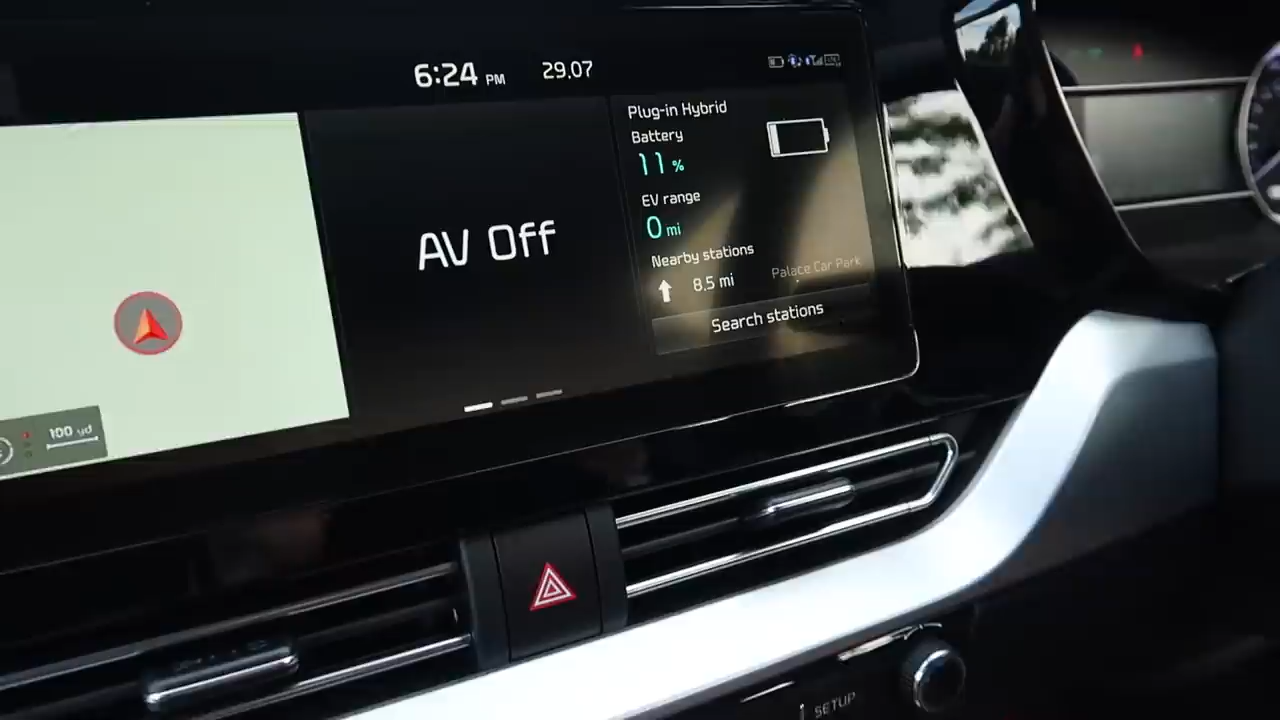 6:24 PM 29.07
Plug-in Hybrid
Battery
11 %
EV range
0 mi
Nearby stations
8.5 mi Palace Car Park
Search stations
AV Off
100 yd
SETUP